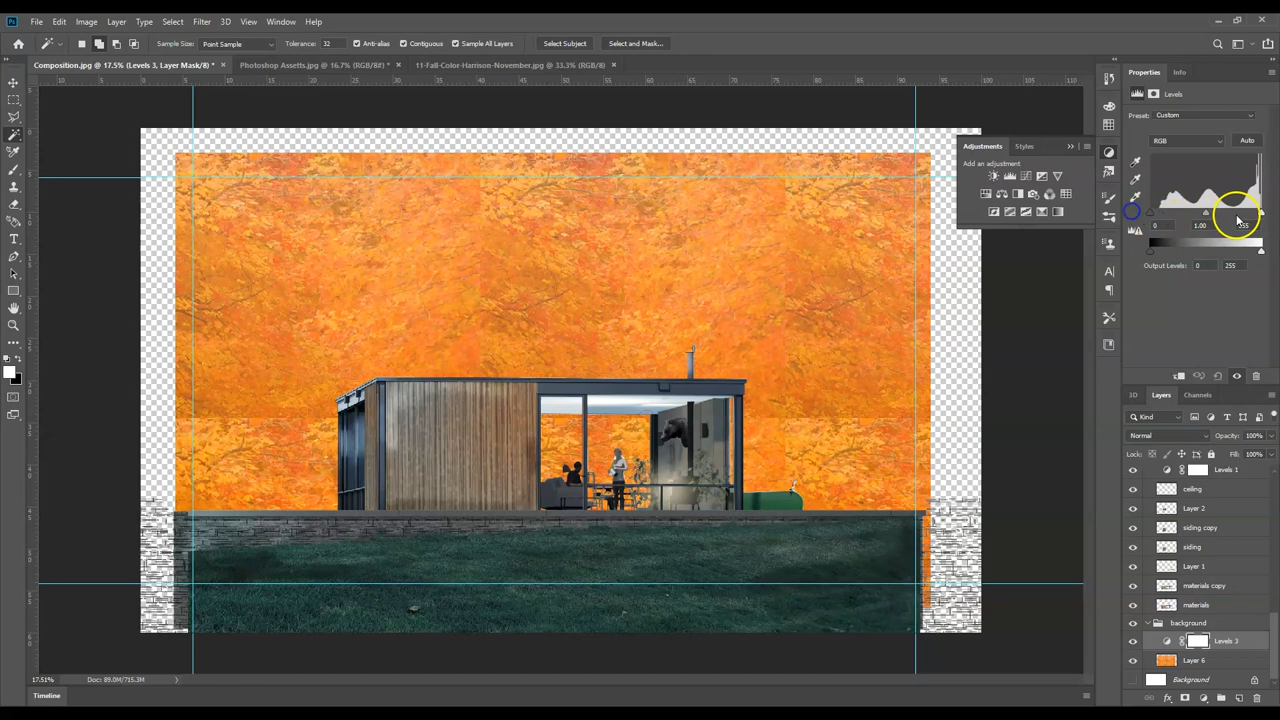 Ps File Edit Image Layer Type Select Filter 3D View Window Help
Sample Size: Point Sample Tolerance: 32 Anti-alias Contiguous Sample All Layers Select Subject Select and Mask...
Composition.jpg @ 17.5% (Levels 3, Layer Mask/8) * × Photoshop Assetts.jpg @ 16.7% (RGB/8#) * × 11-Fall-Color-Harrison-November.jpg @ 33.3% (RGB/8) ×
Properties Info
Levels
Preset: Custom
RGB Auto
0 1.00 255
Output Levels: 0 255
Adjustments Styles
Add an adjustment
3D Layers Channels
Kind
Normal Opacity: 100%
Lock: Fill: 100%
Levels 1
ceiling
Layer 2
siding copy
siding
Layer 1
materials copy
materials
background
Levels 3
Layer 6
Background
17.51% Doc: 89.0M/715.3M
Timeline